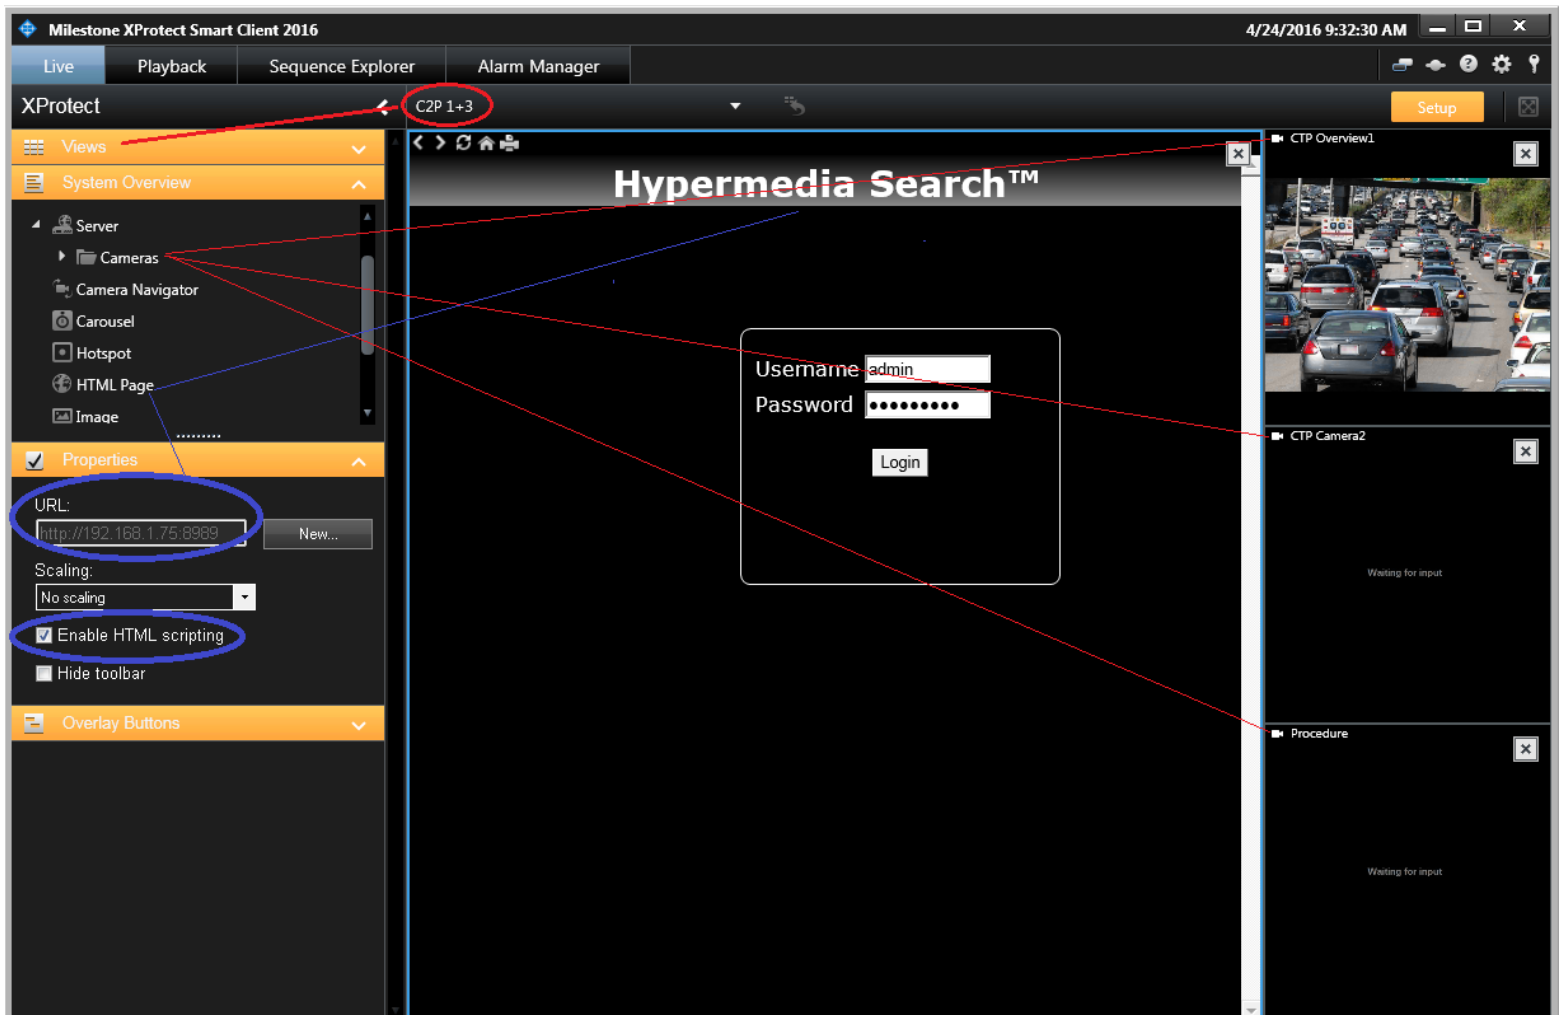 Milestone XProtect Smart Client 2016
4/24/2016 9:32:30 AM
Live
Playback
Sequence Explorer
Alarm Manager
XProtect
C2P 1+3
Setup
Views
System Overview
Server
Cameras
Camera Navigator
Carousel
Hotspot
HTML Page
Image
Properties
URL:
http://192.168.1.75:8989
New...
Scaling:
No scaling
Enable HTML scripting
Hide toolbar
Overlay Buttons
Hypermedia Search™
Username admin
Password ●●●●●●●●●
Login
CTP Overview1
CTP Camera2
Waiting for input
Procedure
Waiting for input